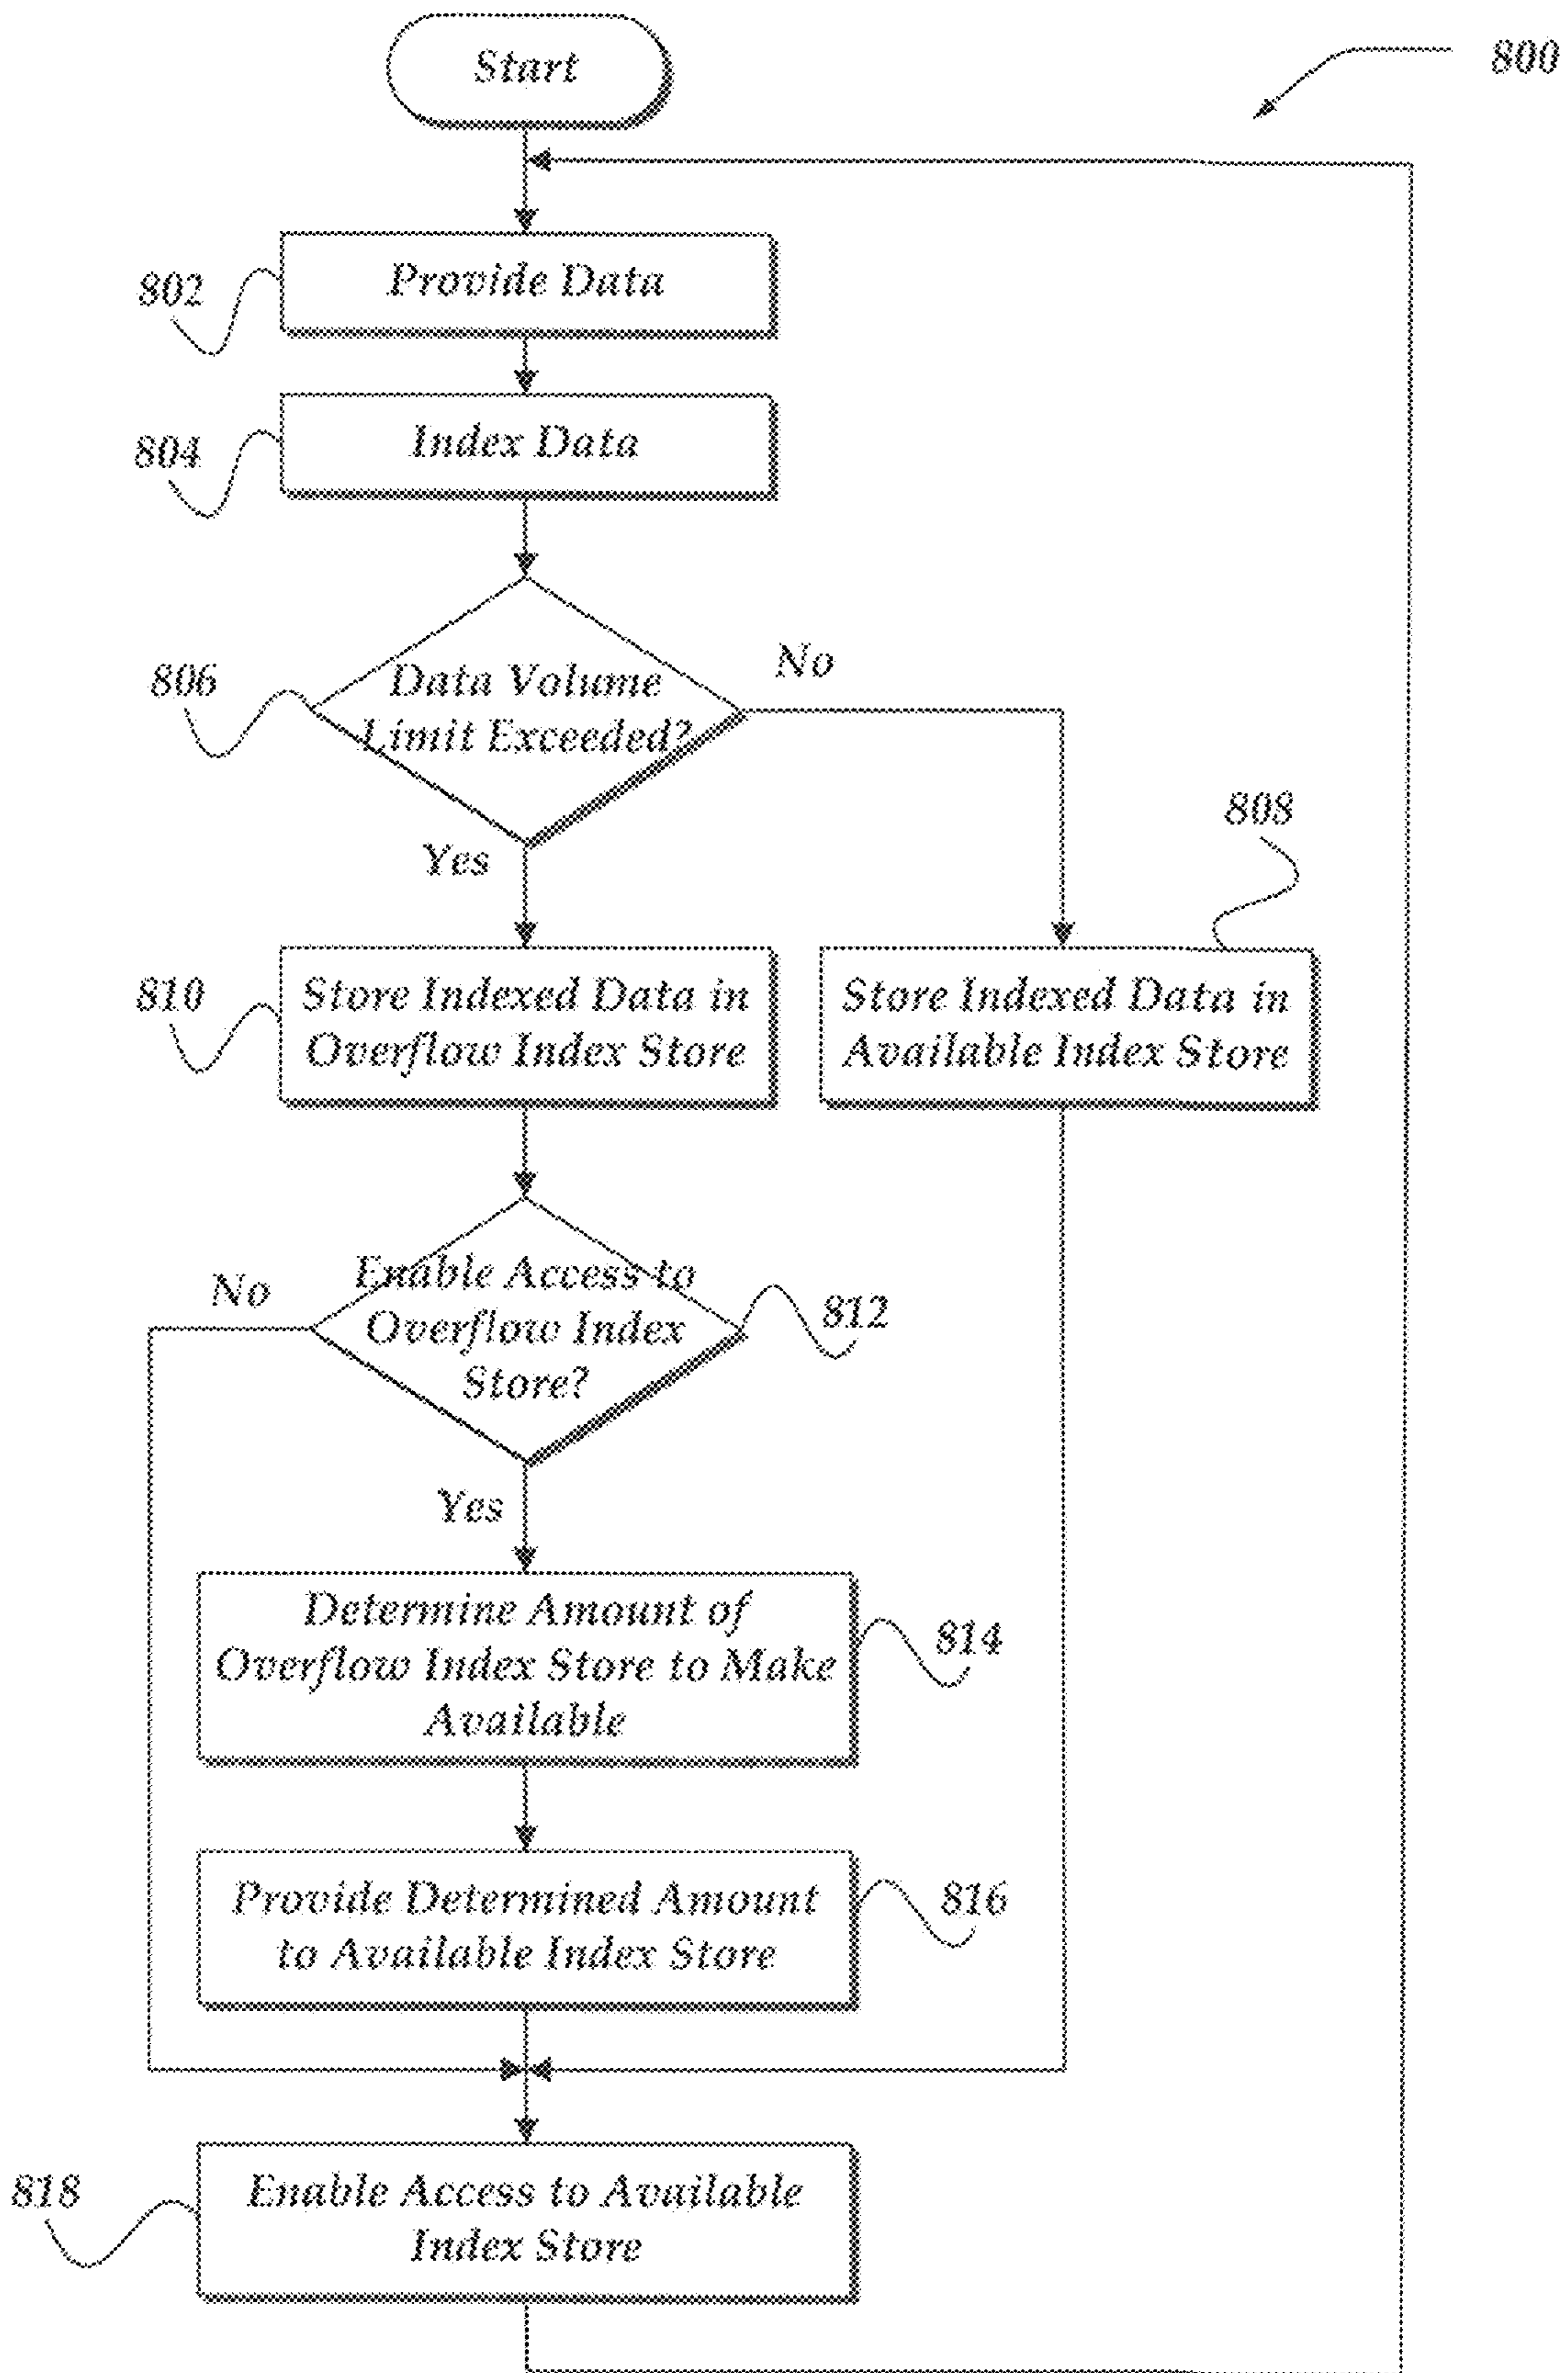 Start
800
802
Provide Data
804
Index Data
806
Data Volume
Limit Exceeded?
No
Yes
808
810
Store Indexed Data in
Overflow Index Store
Store Indexed Data in
Available Index Store
No
Enable Access to
Overflow Index
Store?
812
Yes
Determine Amount of
Overflow Index Store to Make
Available
814
Provide Determined Amount
to Available Index Store
816
818
Enable Access to Available
Index Store